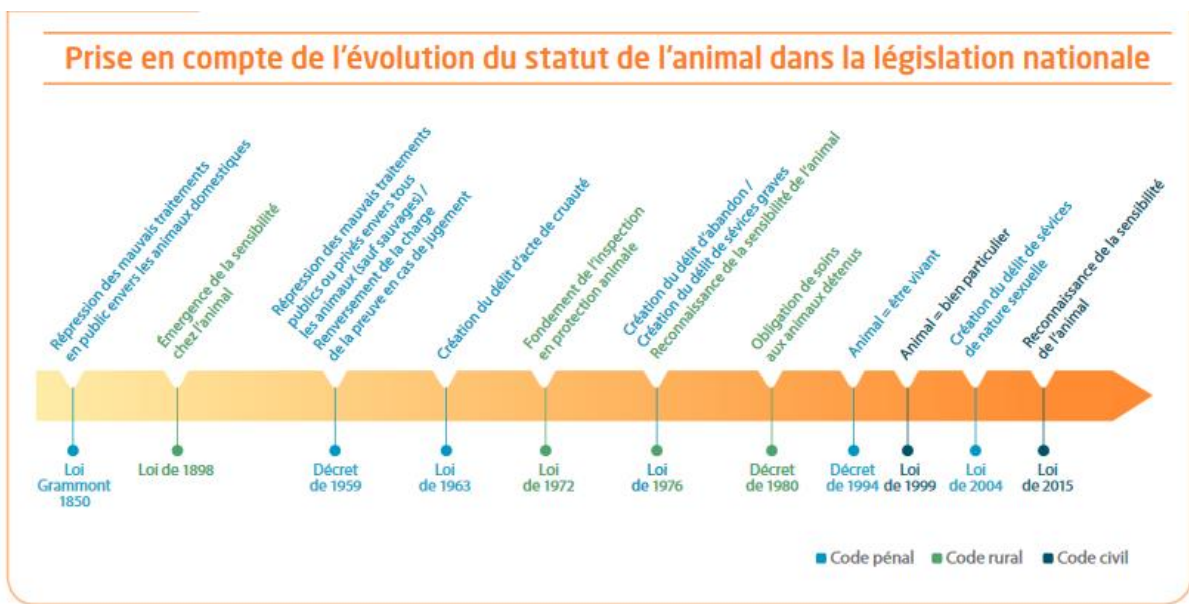 Prise en compte de l'évolution du statut de l'animal dans la législation nationale
Répression des mauvais traitements
en public envers les animaux domestiques
Émergence de la sensibilité
chez l'animal
Répression des mauvais traitements
publics ou privés envers tous
les animaux (sauf sauvages) /
Renversement de la charge
de la preuve en cas de jugement
Création du délit d'acte de cruauté
Fondement de l'inspection
en protection animale
Création du délit d'abandon /
Création du délit de sévices graves
Reconnaissance de la sensibilité de l'animal
Obligation de soins
aux animaux détenus
Animal = être vivant
Animal = bien particulier
Création du délit de sévices
de nature sexuelle
Reconnaissance de la sensibilité
de l'animal
Loi
Grammont
1850
Loi de 1898
Décret
de 1959
Loi
de 1963
Loi
de 1972
Loi
de 1976
Décret
de 1980
Décret
de 1994
Loi
de 1999
Loi
de 2004
Loi
de 2015
Code pénal
Code rural
Code civil